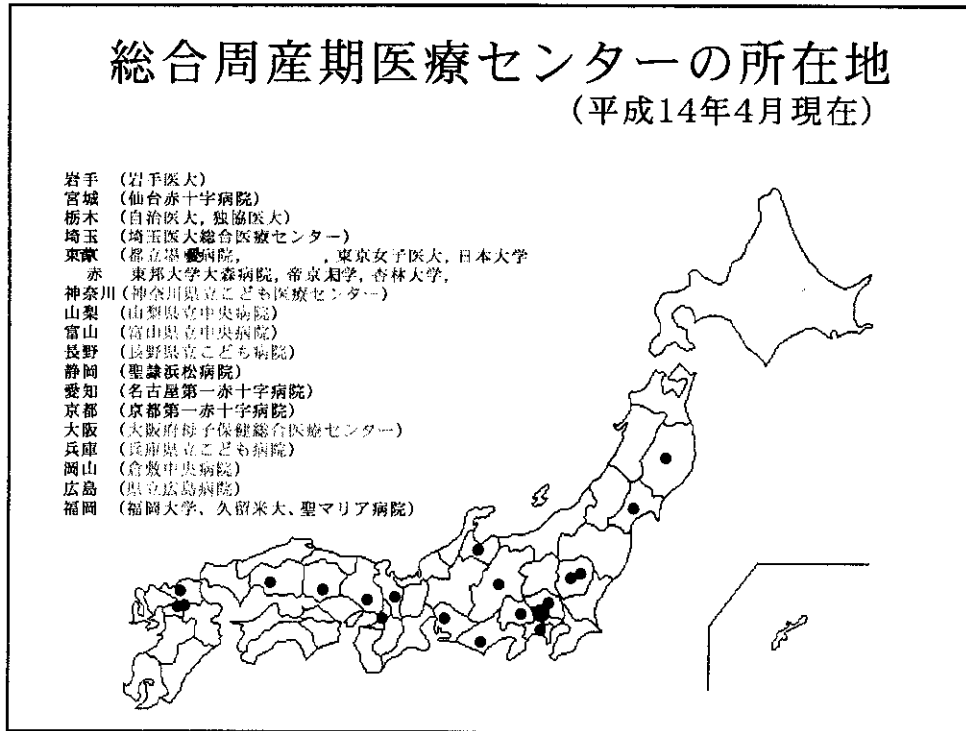 総合周産期医療センターの所在地
(平成14年4月現在)
岩手 (岩手医大)
宮城 (仙台赤十字病院)
栃木 (自治医大, 独協医大)
埼玉 (埼玉医大総合医療センター)
東京 (都立墨 病院, , 東京女子医大, 日本大学
赤 東邦大学大森病院, 帝京 学, 杏林大学,
神奈川 (神奈川県立こども医療センター)
山梨 (山梨県立中央病院)
富山 (富山県立中央病院)
長野 (長野県立こども病院)
静岡 (聖隷浜松病院)
愛知 (名古屋第一赤十字病院)
京都 (京都第一赤十字病院)
大阪 (大阪府母子保健総合医療センター)
兵庫 (兵庫県立こども病院)
岡山 (倉敷中央病院)
広島 (県立広島病院)
福岡 (福岡大学、久留米大、聖マリア病院)